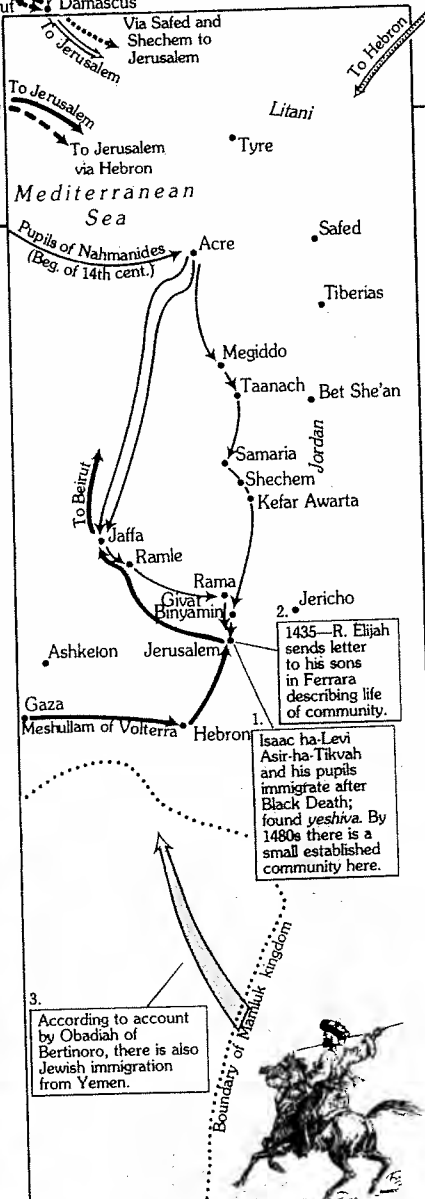 Damascus
Via Safed and
Shechem to
Jerusalem
To Jerusalem
To Hebron
To Jerusalem
To Jerusalem
via Hebron
Litani
Tyre
Mediterranean
Sea
Pupils of Nahmanides
(Beg. of 14th cent.)
Acre
Safed
Tiberias
Megiddo
Taanach
Bet She'an
Jordan
Samaria
Shechem
Kefar Awarta
To Beirut
Jaffa
Ramle
Rama
Givat
Binyamin
Jericho
Jerusalem
Ashkelon
2.
1435—R. Elijah
sends letter
to his sons
in Ferrara
describing life
of community.
Gaza
Meshullam of Volterra
Hebron
1.
Isaac ha-Levi
Asir-ha-Tikvah
and his pupils
immigrate after
Black Death;
found yeshiva. By
1480s there is a
small established
community here.
Boundary of Mamluk kingdom
3.
According to account
by Obadiah of
Bertinoro, there is also
Jewish immigration
from Yemen.